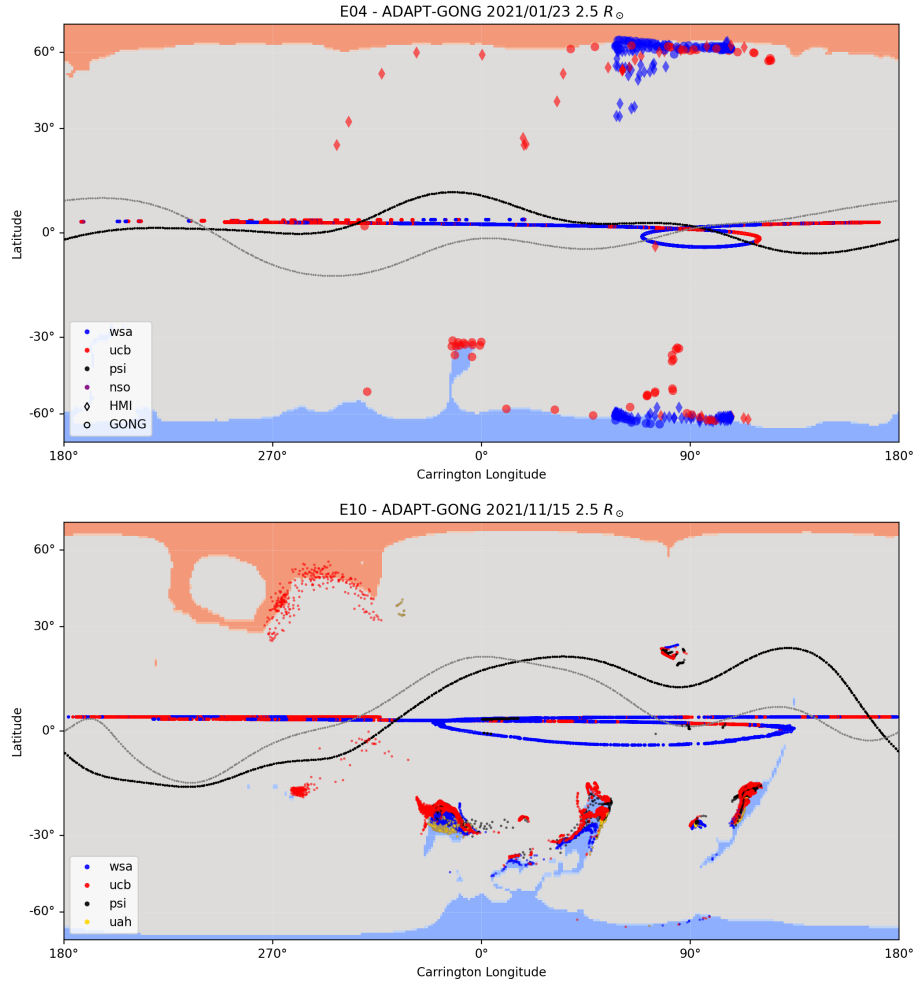 E04 - ADAPT-GONG 2021/01/23 2.5 R⊙
60°
30°
0°
-30°
-60°
Latitude
wsa
ucb
psi
nso
HMI
GONG
180°
270°
0°
90°
180°
Carrington Longitude
E10 - ADAPT-GONG 2021/11/15 2.5 R⊙
60°
30°
0°
-30°
-60°
Latitude
wsa
ucb
psi
uah
180°
270°
0°
90°
180°
Carrington Longitude